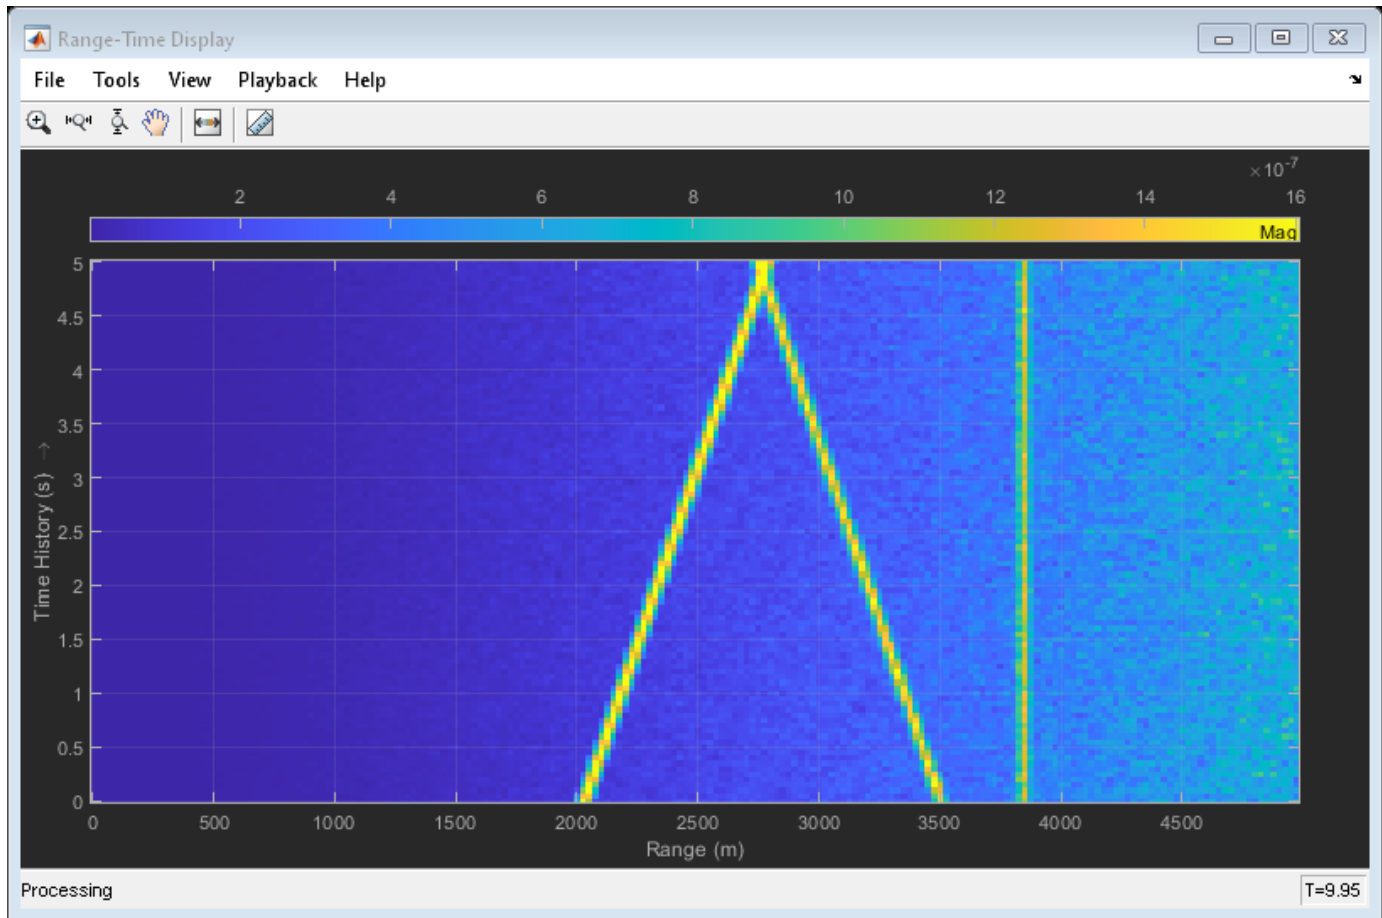 Range-Time Display
File Tools View Playback Help
×10-7
2 4 6 8 10 12 14 16
Mag
5
4.5
4
3.5
3
2.5
2
1.5
1
0.5
0
Time History (s) →
0 500 1000 1500 2000 2500 3000 3500 4000 4500
Range (m)
Processing T=9.95